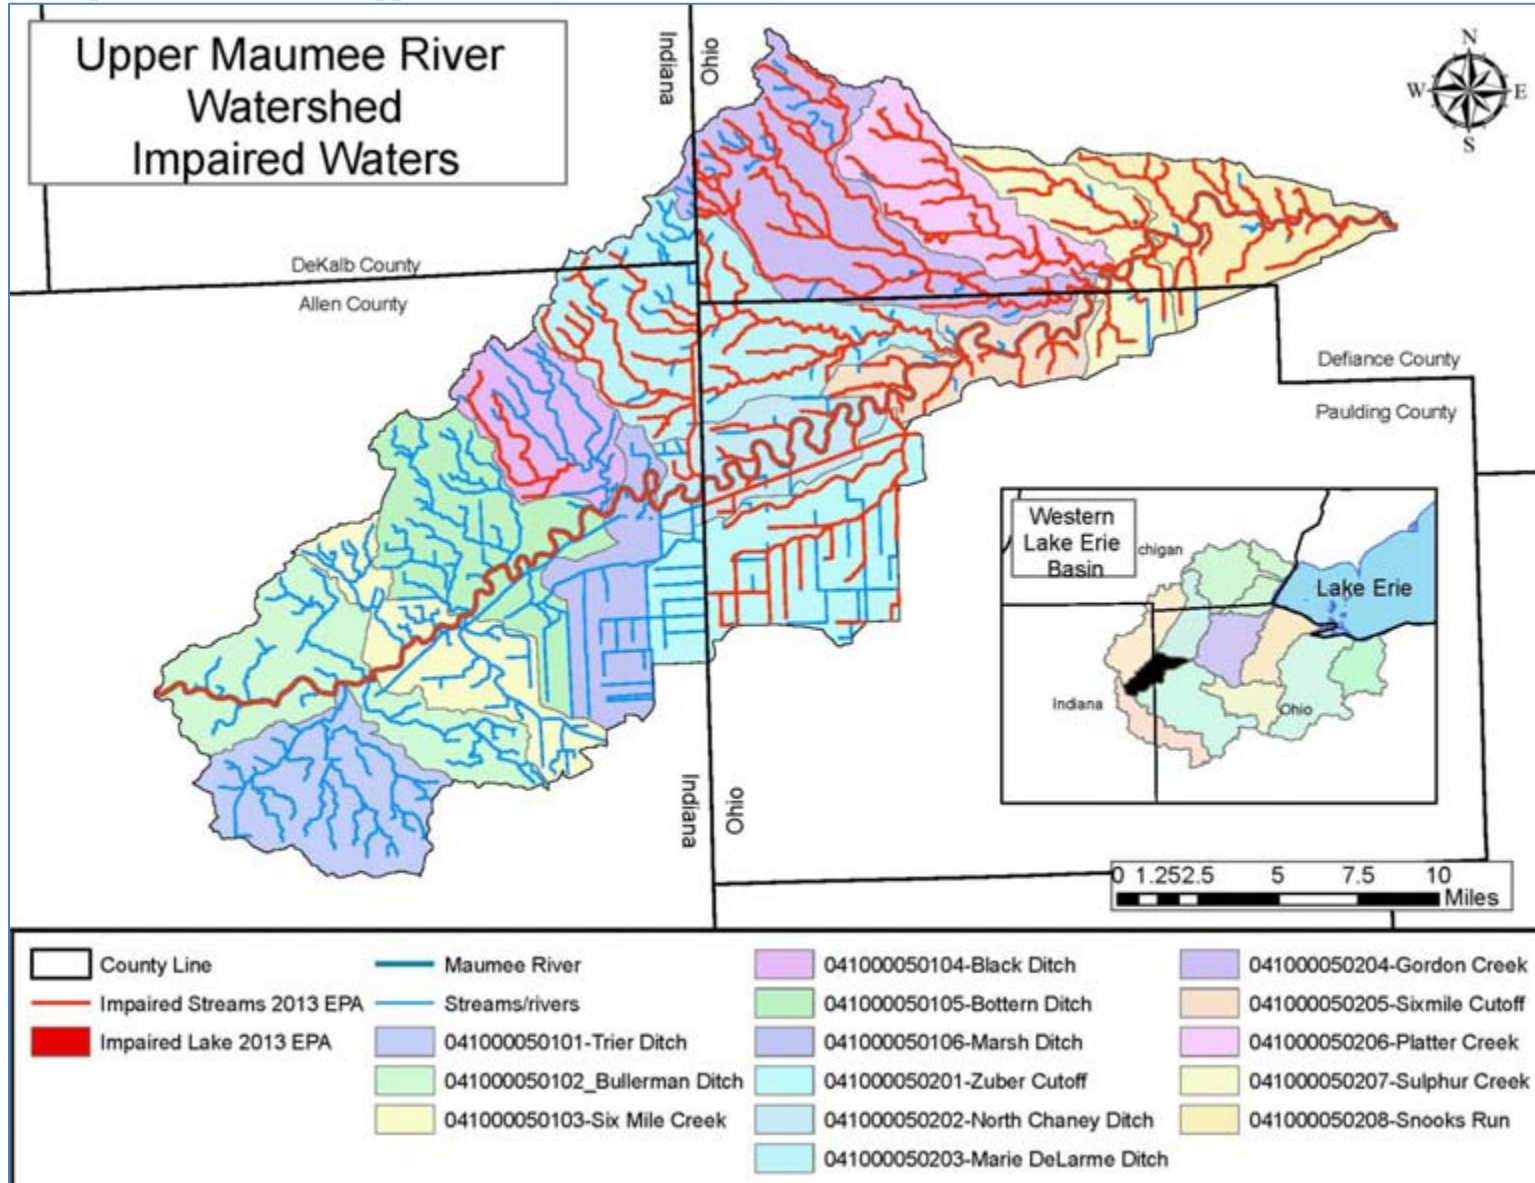 Upper Maumee River
Watershed
Impaired Waters
Indiana
Ohio
N
W
E
S
DeKalb County
Allen County
Defiance County
Paulding County
Western
Lake Erie
Basin
chigan
Lake Erie
Indiana
Ohio
Indiana
Ohio
0 1.252.5 5 7.5 10
Miles
County Line
Impaired Streams 2013 EPA
Impaired Lake 2013 EPA
Maumee River
Streams/rivers
041000050101-Trier Ditch
041000050102_Bullerman Ditch
041000050103-Six Mile Creek
041000050104-Black Ditch
041000050105-Bottern Ditch
041000050106-Marsh Ditch
041000050201-Zuber Cutoff
041000050202-North Chaney Ditch
041000050203-Marie DeLarme Ditch
041000050204-Gordon Creek
041000050205-Sixmile Cutoff
041000050206-Platter Creek
041000050207-Sulphur Creek
041000050208-Snooks Run